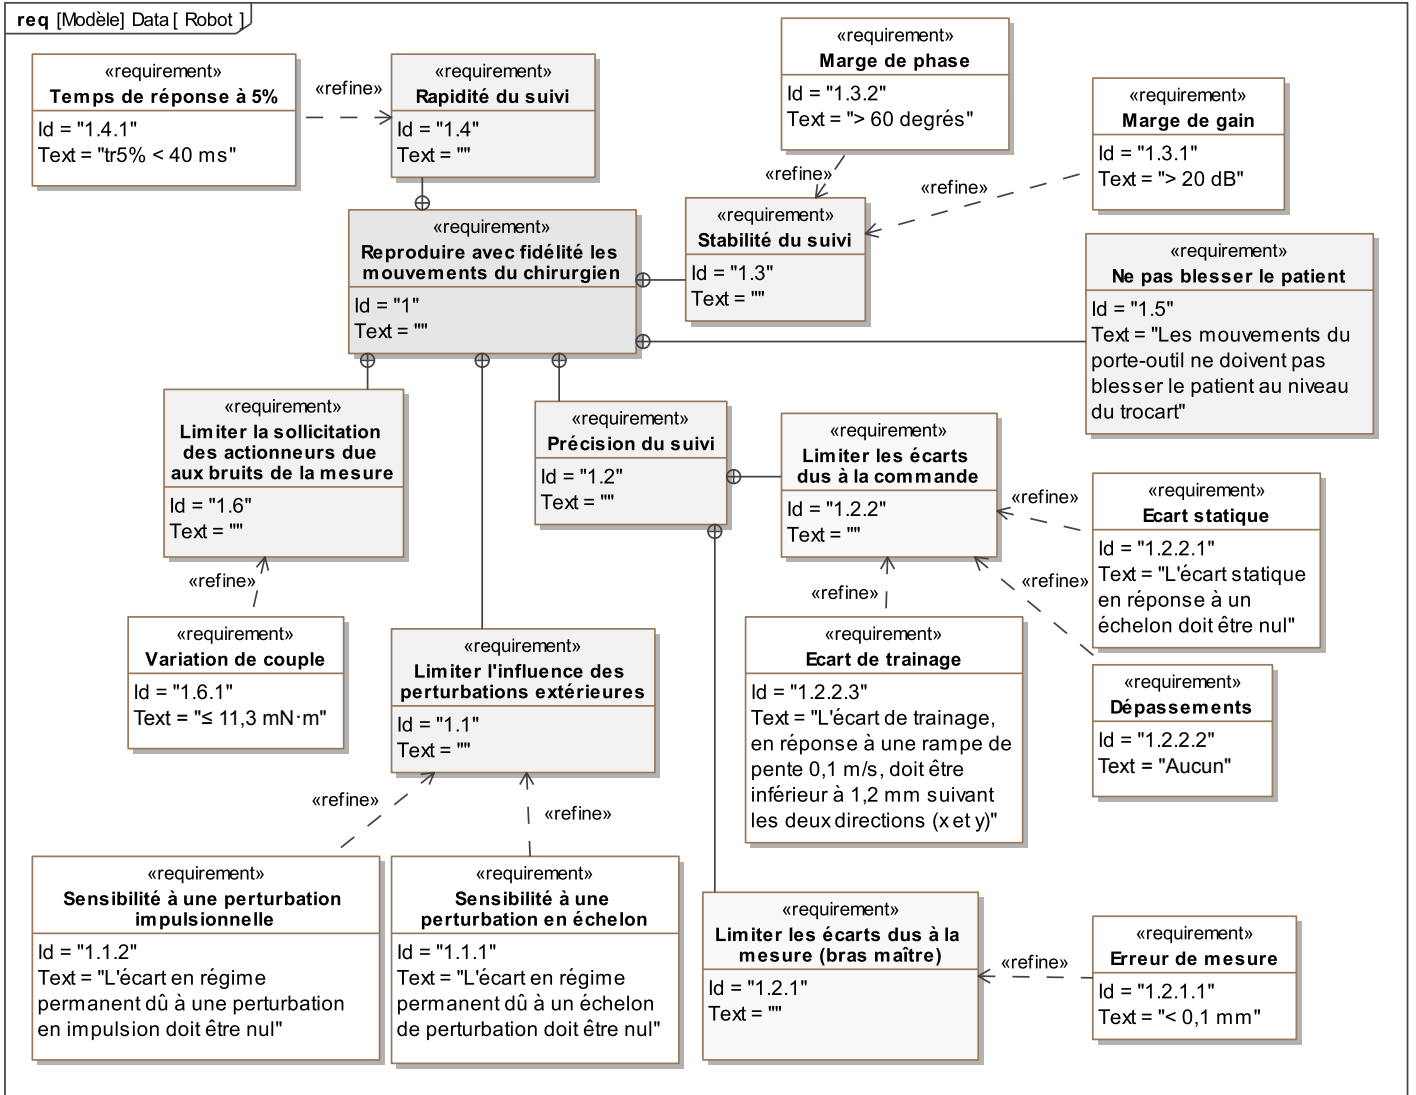 req [Modèle] Data [ Robot ]
«requirement»
Temps de réponse à 5%
Id = "1.4.1"
Text = "tr5% < 40 ms"
«refine»
«requirement»
Rapidité du suivi
Id = "1.4"
Text = ""
«requirement»
Marge de phase
Id = "1.3.2"
Text = "> 60 degrés"
«refine»
«requirement»
Marge de gain
Id = "1.3.1"
Text = "> 20 dB"
«refine»
«requirement»
Reproduire avec fidélité les
mouvements du chirurgien
Id = "1"
Text = ""
«requirement»
Stabilité du suivi
Id = "1.3"
Text = ""
«requirement»
Ne pas blesser le patient
Id = "1.5"
Text = "Les mouvements du
porte-outil ne doivent pas
blesser le patient au niveau
du trocart"
«requirement»
Limiter la sollicitation
des actionneurs due
aux bruits de la mesure
Id = "1.6"
Text = ""
«refine»
«requirement»
Précision du suivi
Id = "1.2"
Text = ""
«requirement»
Limiter les écarts
dus à la commande
Id = "1.2.2"
Text = ""
«refine»
«requirement»
Ecart statique
Id = "1.2.2.1"
Text = "L'écart statique
en réponse à un
échelon doit être nul"
«refine»
«refine»
«requirement»
Variation de couple
Id = "1.6.1"
Text = "≤ 11,3 mN·m"
«requirement»
Limiter l'influence des
perturbations extérieures
Id = "1.1"
Text = ""
«requirement»
Ecart de trainage
Id = "1.2.2.3"
Text = "L'écart de trainage,
en réponse à une rampe de
pente 0,1 m/s, doit être
inférieur à 1,2 mm suivant
les deux directions (x et y)"
«requirement»
Dépassements
Id = "1.2.2.2"
Text = "Aucun"
«refine»
«refine»
«requirement»
Sensibilité à une perturbation
impulsionnelle
Id = "1.1.2"
Text = "L'écart en régime
permanent dû à une perturbation
en impulsion doit être nul"
«requirement»
Sensibilité à une
perturbation en échelon
Id = "1.1.1"
Text = "L'écart en régime
permanent dû à un échelon
de perturbation doit être nul"
«requirement»
Limiter les écarts dus à la
mesure (bras maître)
Id = "1.2.1"
Text = ""
«refine»
«requirement»
Erreur de mesure
Id = "1.2.1.1"
Text = "< 0,1 mm"